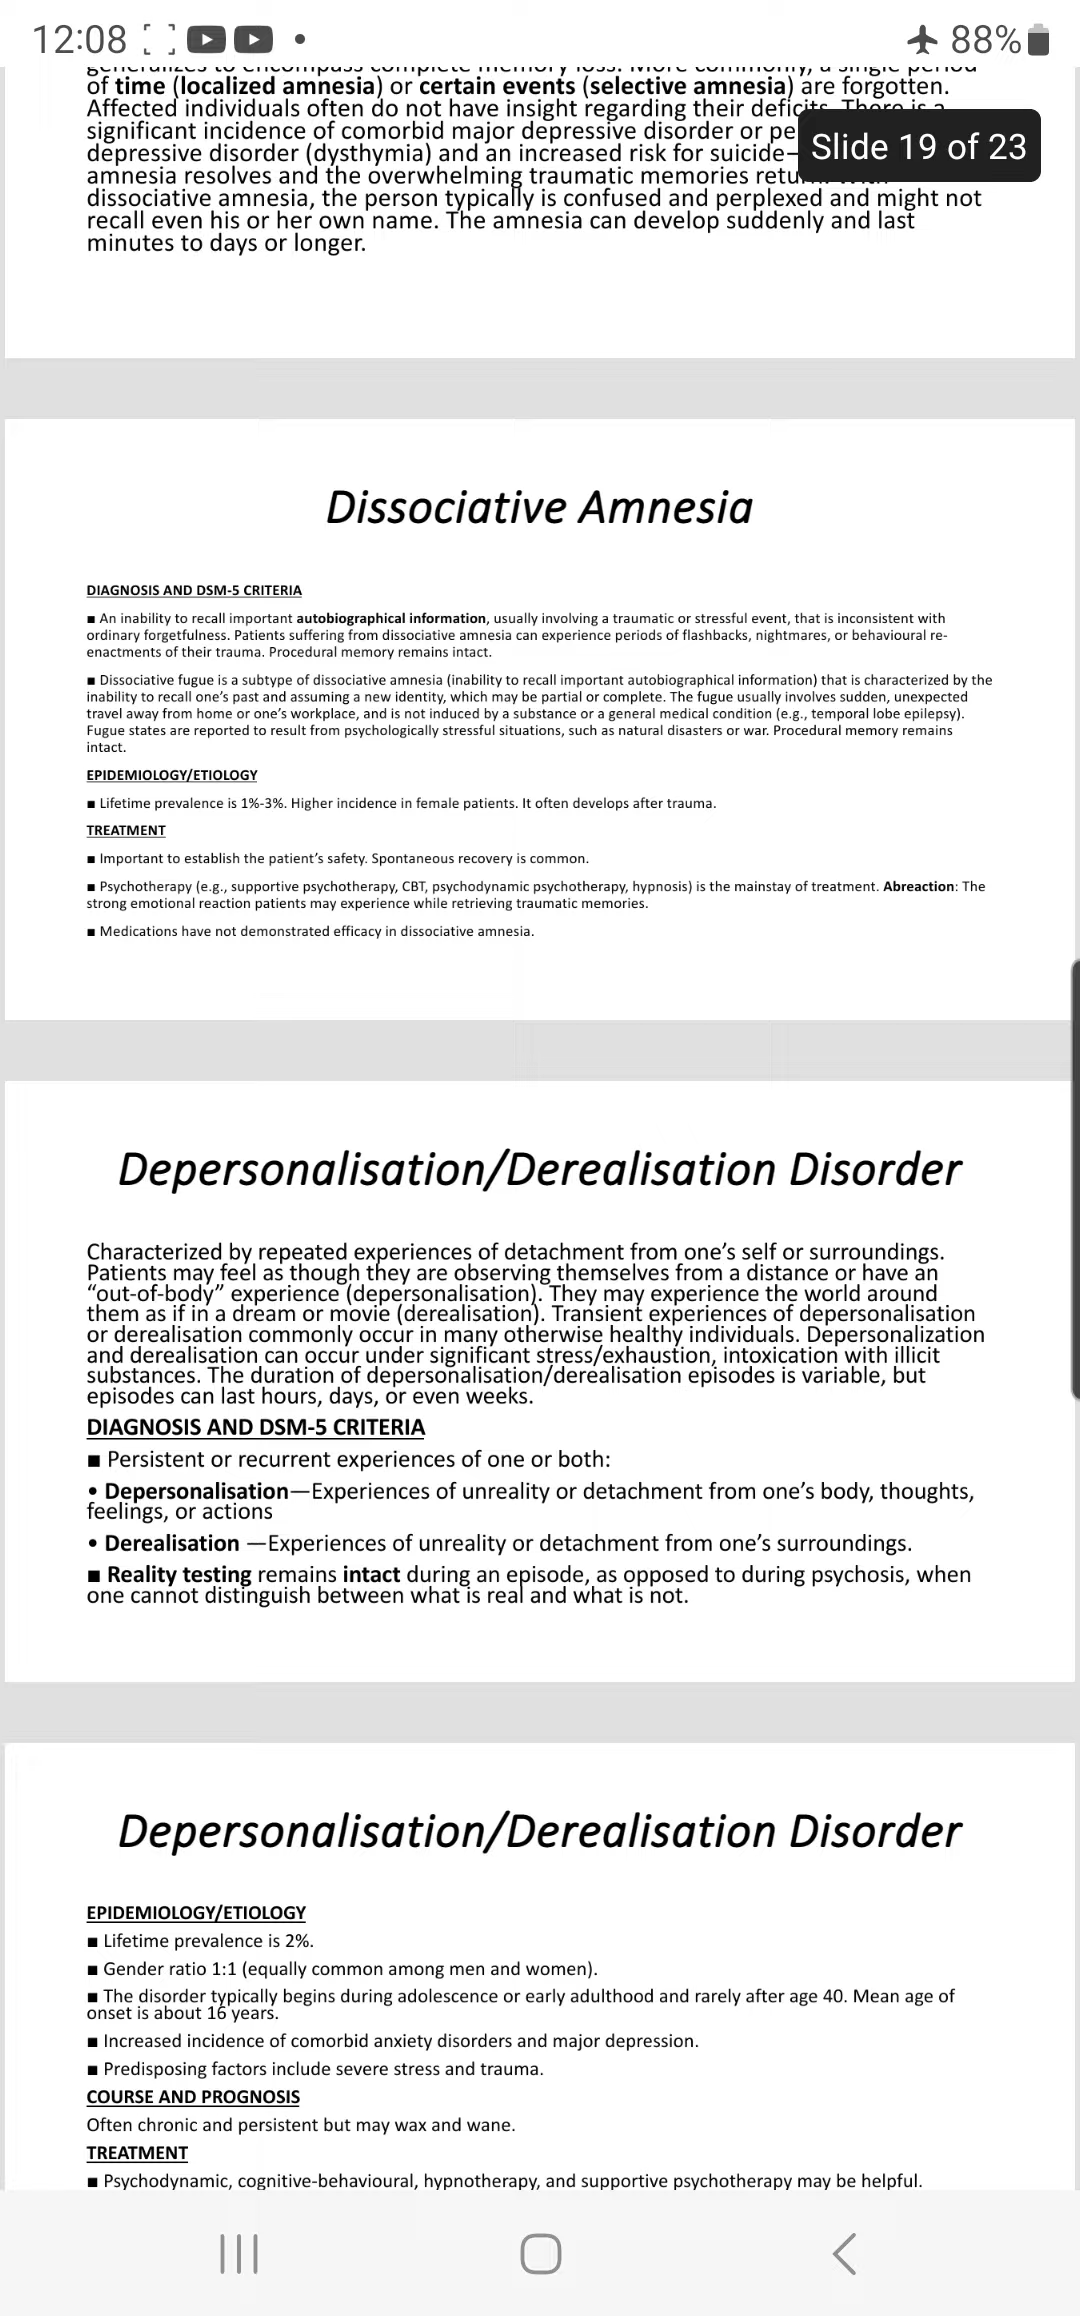 12:08
88%
generalizes to encompass complete memory loss. More commonly, a single period
of time (localized amnesia) or certain events (selective amnesia) are forgotten.
Affected individuals often do not have insight regarding their deficits. There is a
significant incidence of comorbid major depressive disorder or pe
Slide 19 of 23
depressive disorder (dysthymia) and an increased risk for suicide—
amnesia resolves and the overwhelming traumatic memories return. With
dissociative amnesia, the person typically is confused and perplexed and might not
recall even his or her own name. The amnesia can develop suddenly and last
minutes to days or longer.
Dissociative Amnesia
DIAGNOSIS AND DSM-5 CRITERIA
■ An inability to recall important autobiographical information, usually involving a traumatic or stressful event, that is inconsistent with
ordinary forgetfulness. Patients suffering from dissociative amnesia can experience periods of flashbacks, nightmares, or behavioural re-
enactments of their trauma. Procedural memory remains intact.
■ Dissociative fugue is a subtype of dissociative amnesia (inability to recall important autobiographical information) that is characterized by the
inability to recall one's past and assuming a new identity, which may be partial or complete. The fugue usually involves sudden, unexpected
travel away from home or one's workplace, and is not induced by a substance or a general medical condition (e.g., temporal lobe epilepsy).
Fugue states are reported to result from psychologically stressful situations, such as natural disasters or war. Procedural memory remains
intact.
EPIDEMIOLOGY/ETIOLOGY
■ Lifetime prevalence is 1%-3%. Higher incidence in female patients. It often develops after trauma.
TREATMENT
■ Important to establish the patient's safety. Spontaneous recovery is common.
■ Psychotherapy (e.g., supportive psychotherapy, CBT, psychodynamic psychotherapy, hypnosis) is the mainstay of treatment. Abreaction: The
strong emotional reaction patients may experience while retrieving traumatic memories.
■ Medications have not demonstrated efficacy in dissociative amnesia.
Depersonalisation/Derealisation Disorder
Characterized by repeated experiences of detachment from one's self or surroundings.
Patients may feel as though they are observing themselves from a distance or have an
"out-of-body" experience (depersonalisation). They may experience the world around
them as if in a dream or movie (derealisation). Transient experiences of depersonalisation
or derealisation commonly occur in many otherwise healthy individuals. Depersonalization
and derealisation can occur under significant stress/exhaustion, intoxication with illicit
substances. The duration of depersonalisation/derealisation episodes is variable, but
episodes can last hours, days, or even weeks.
DIAGNOSIS AND DSM-5 CRITERIA
■ Persistent or recurrent experiences of one or both:
• Depersonalisation—Experiences of unreality or detachment from one's body, thoughts,
feelings, or actions
• Derealisation —Experiences of unreality or detachment from one's surroundings.
■ Reality testing remains intact during an episode, as opposed to during psychosis, when
one cannot distinguish between what is real and what is not.
Depersonalisation/Derealisation Disorder
EPIDEMIOLOGY/ETIOLOGY
■ Lifetime prevalence is 2%.
■ Gender ratio 1:1 (equally common among men and women).
■ The disorder typically begins during adolescence or early adulthood and rarely after age 40. Mean age of
onset is about 16 years.
■ Increased incidence of comorbid anxiety disorders and major depression.
■ Predisposing factors include severe stress and trauma.
COURSE AND PROGNOSIS
Often chronic and persistent but may wax and wane.
TREATMENT
■ Psychodynamic, cognitive-behavioural, hypnotherapy, and supportive psychotherapy may be helpful.